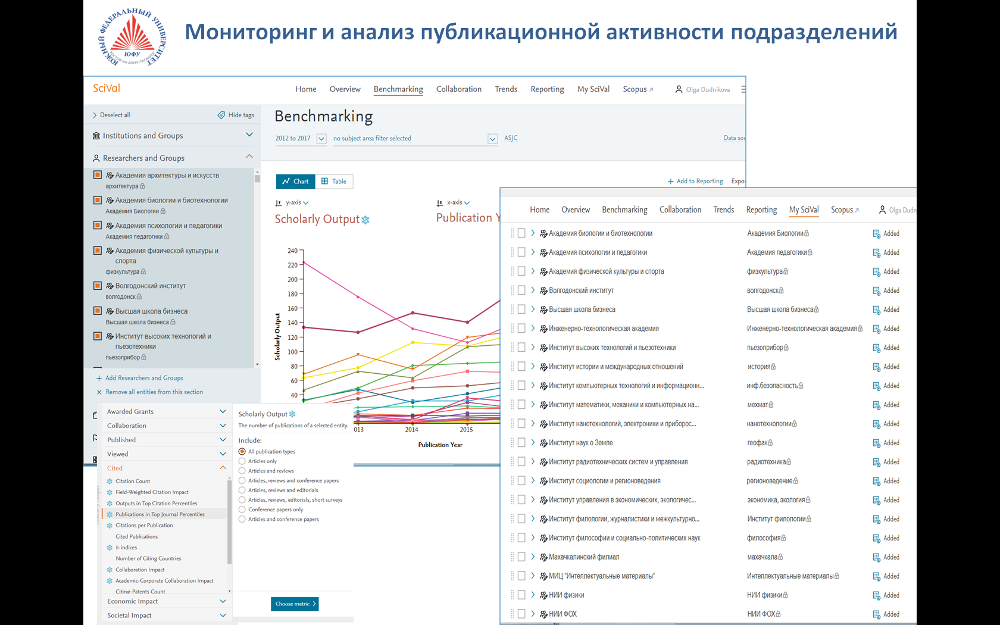 ЮЖНЫЙ ФЕДЕРАЛЬНЫЙ УНИВЕРСИТЕТ
ЮФУ
РОСТОВ-НА-ДОНУ-ТАГАНРОГ
Мониторинг и анализ публикационной активности подразделений
SciVal
Home Overview Benchmarking Collaboration Trends Reporting My SciVal Scopus Olga Dudnikova
Deselect all Hide tags
Institutions and Groups
Researchers and Groups
Академия архитектуры и искусств
архитектура
Академия биологии и биотехнологии
Академия Биологии
Академия психологии и педагогики
Академия педагогики
Академия физической культуры и
спорта
физкультура
Волгодонский институт
волгодонск
Высшая школа бизнеса
Высшая школа бизнеса
Институт высоких технологий и
пьезотехники
пьезоприбор
Add Researchers and Groups
Remove all entities from this section
Benchmarking
2012 to 2017 no subject area filter selected ASJC Data sou
Chart Table
Add to Reporting Expor
y-axis x-axis
Scholarly Output Publication Y
240
220
200
180
160
140
120
100
80
60
40
Scholarly Output
013 2014 2015
Publication Year
Awarded Grants
Collaboration
Published
Viewed
Cited
Citation Count
Field-Weighted Citation Impact
Outputs in Top Citation Percentiles
Publications in Top Journal Percentiles
Citations per Publication
Cited Publications
h-indices
Number of Citing Countries
Collaboration Impact
Academic-Corporate Collaboration Impact
Citing-Patents Count
Economic Impact
Societal Impact
Scholarly Output
The number of publications of a selected entity.
Include:
All publication types
Articles only
Articles and reviews
Articles, reviews and conference papers
Articles, reviews and editorials
Articles, reviews, editorials, short surveys
Conference papers only
Articles and conference papers
Choose metric
Home Overview Benchmarking Collaboration Trends Reporting My SciVal Scopus Olga Dudn
Академия биологии и биотехнологии Академия Биологии Added
Академия психологии и педагогики Академия педагогики Added
Академия физической культуры и спорта физкультура Added
Волгодонский институт волгодонск Added
Высшая школа бизнеса Высшая школа бизнеса Added
Инженерно-технологическая академия Инженерно-технологическая академия Added
Институт высоких технологий и пьезотехники пьезоприбор Added
Институт истории и международных отношений история Added
Институт компьютерных технологий и информационн... инф.безопасность Added
Институт математики, механики и компьютерных на... мехмат Added
Институт нанотехнологий, электроники и приборос... нанотехнологии Added
Институт наук о Земле геофак Added
Институт радиотехнических систем и управления радиотехника Added
Институт социологии и регионоведения регионоведение Added
Институт управления в экономических, экологичес... экономика, экология Added
Институт филологии, журналистики и межкультурно... Институт филологии Added
Институт философии и социально-политических наук философия Added
Махачкалинский филиал махачкала Added
МИЦ "Интеллектуальные материалы" Интеллектуальные материалы Added
НИИ физики НИИ физики Added
НИИ ФОХ НИИ ФОХ Added